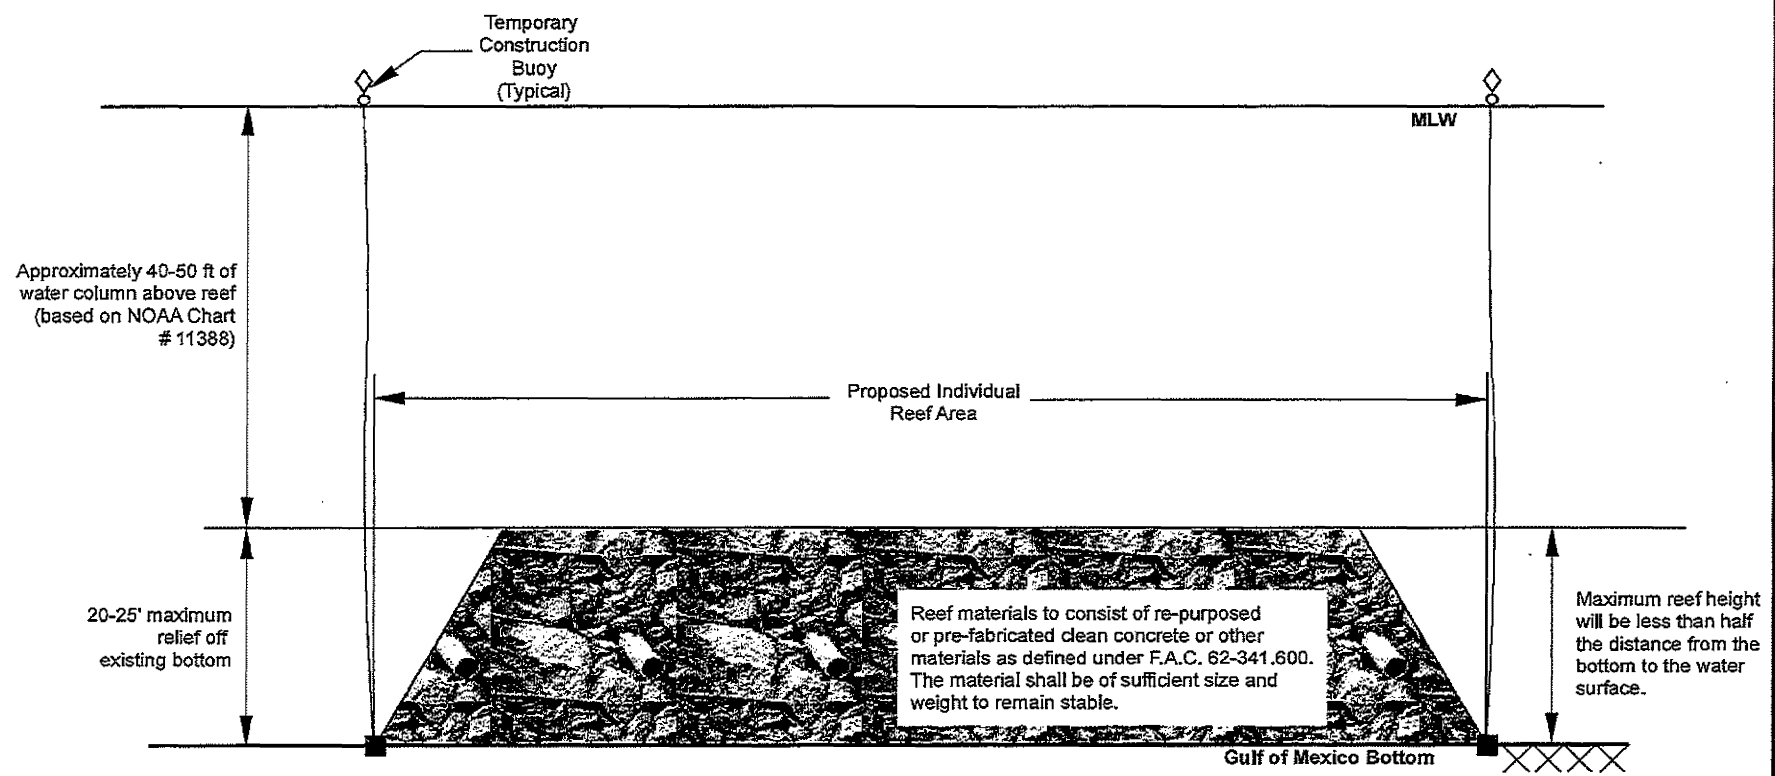 Temporary
Construction
Buoy
(Typical)
MLW
Approximately 40-50 ft of
water column above reef
(based on NOAA Chart
# 11388)
Proposed Individual
Reef Area
20-25' maximum
relief off
existing bottom
Reef materials to consist of re-purposed
or pre-fabricated clean concrete or other
materials as defined under F.A.C. 62-341.600.
The material shall be of sufficient size and
weight to remain stable.
Maximum reef height
will be less than half
the distance from the
bottom to the water
surface.
Gulf of Mexico Bottom